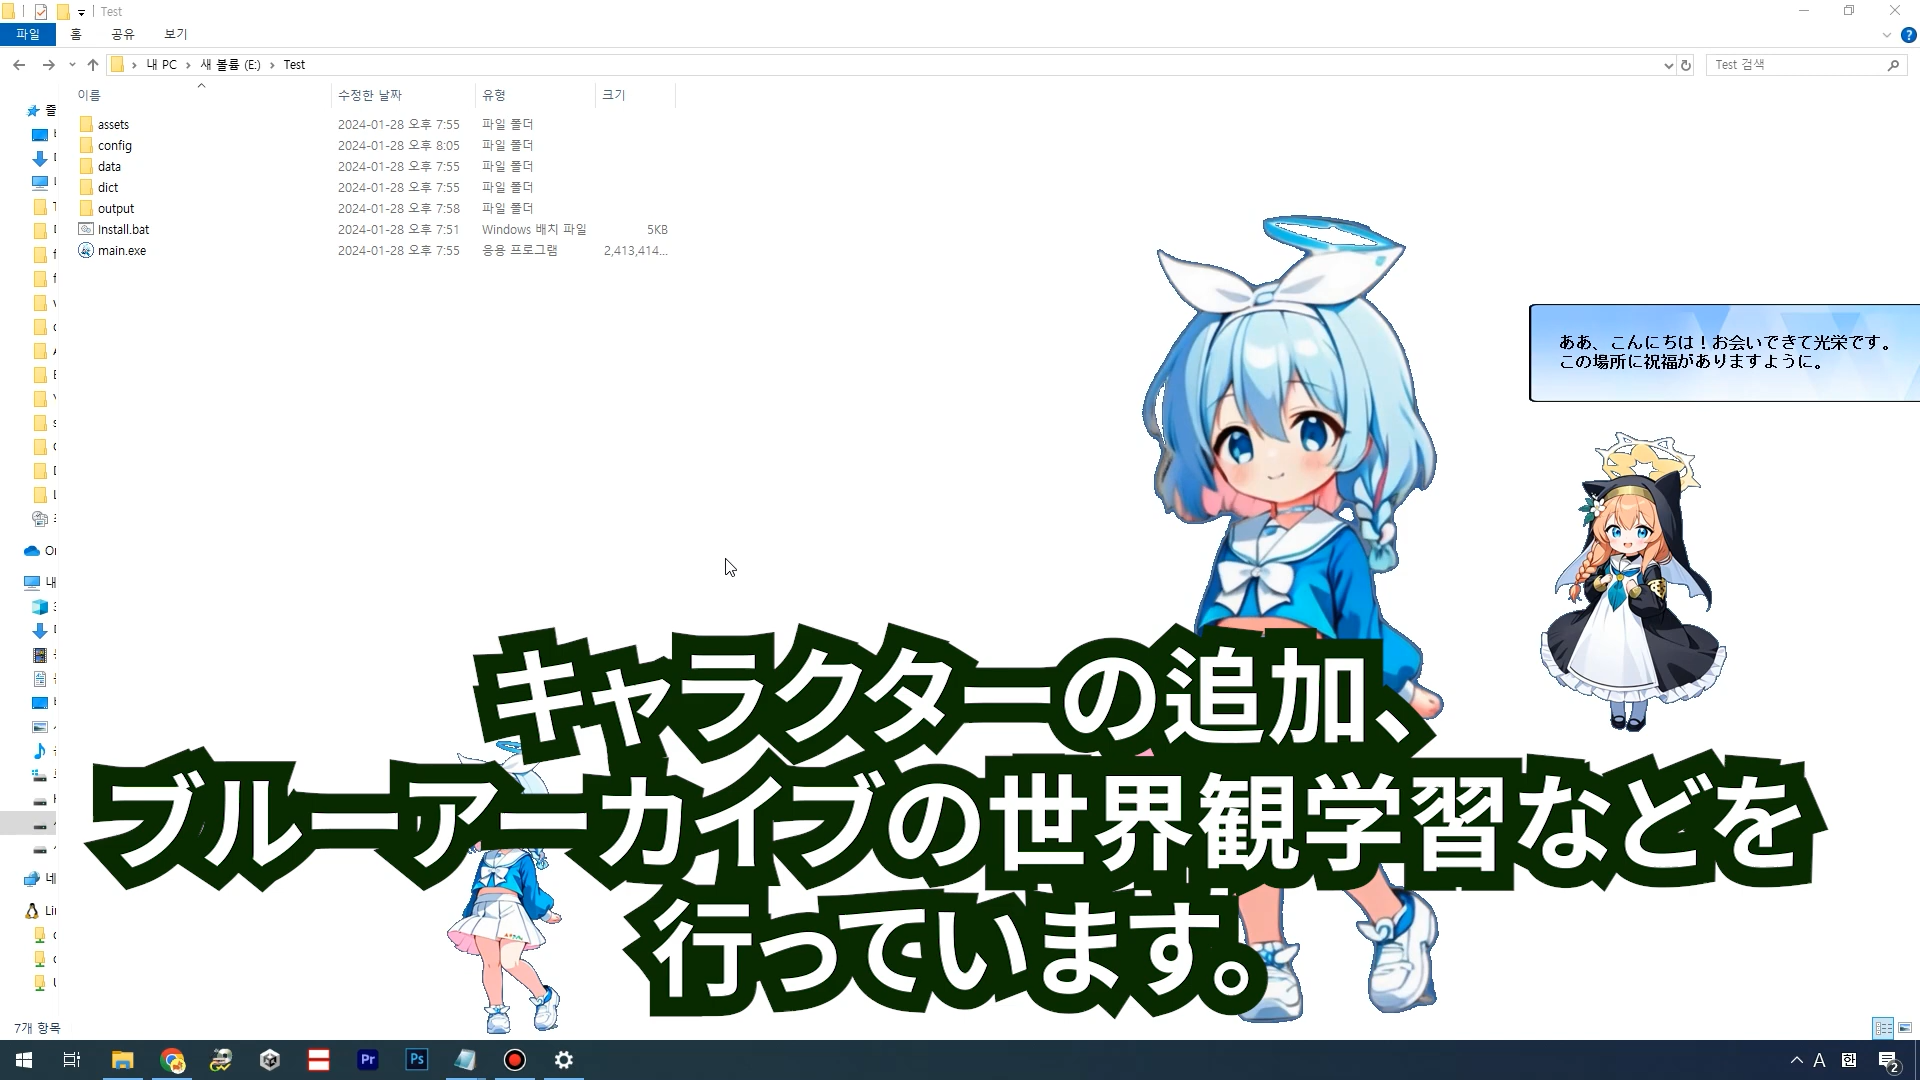 Test
파일 홈 공유 보기
내 PC 새 볼륨 (E:) Test
Test 검색
이름 수정한 날짜 유형 크기
assets 2024-01-28 오후 7:55 파일 폴더
config 2024-01-28 오후 8:05 파일 폴더
data 2024-01-28 오후 7:55 파일 폴더
dict 2024-01-28 오후 7:55 파일 폴더
output 2024-01-28 오후 7:58 파일 폴더
Install.bat 2024-01-28 오후 7:51 Windows 배치 파일 5KB
main.exe 2024-01-28 오후 7:55 응용 프로그램 2,413,414...
ああ、こんにちは！お会いできて光栄です。
この場所に祝福がありますように。
キャラクターの追加、
ブルーアーカイブの世界観学習などを
行っています。
7개 항목
Pr Ps A 한 2